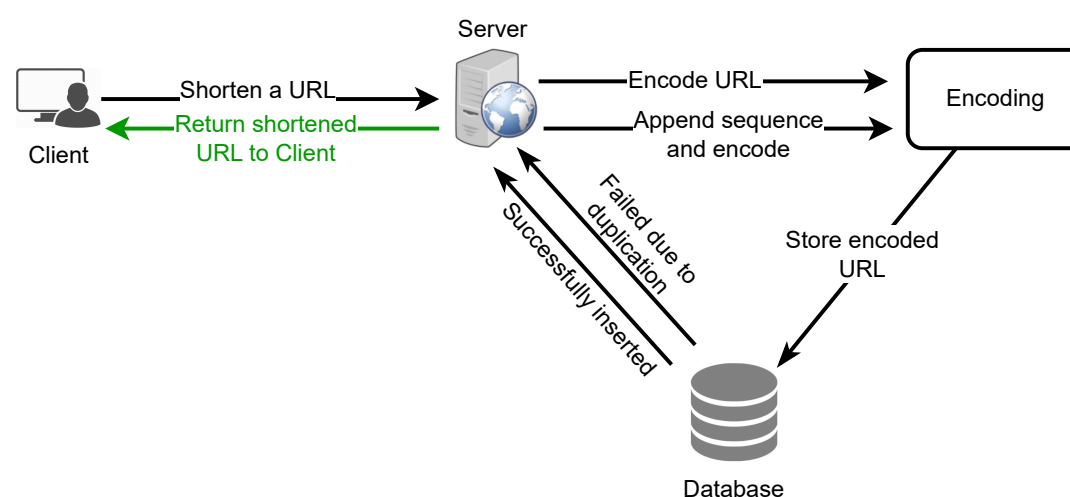 Server
Shorten a URL
Return shortened
URL to Client
Client
Encode URL
Append sequence
and encode
Encoding
Failed due to
duplication
Successfully inserted
Store encoded
URL
Database